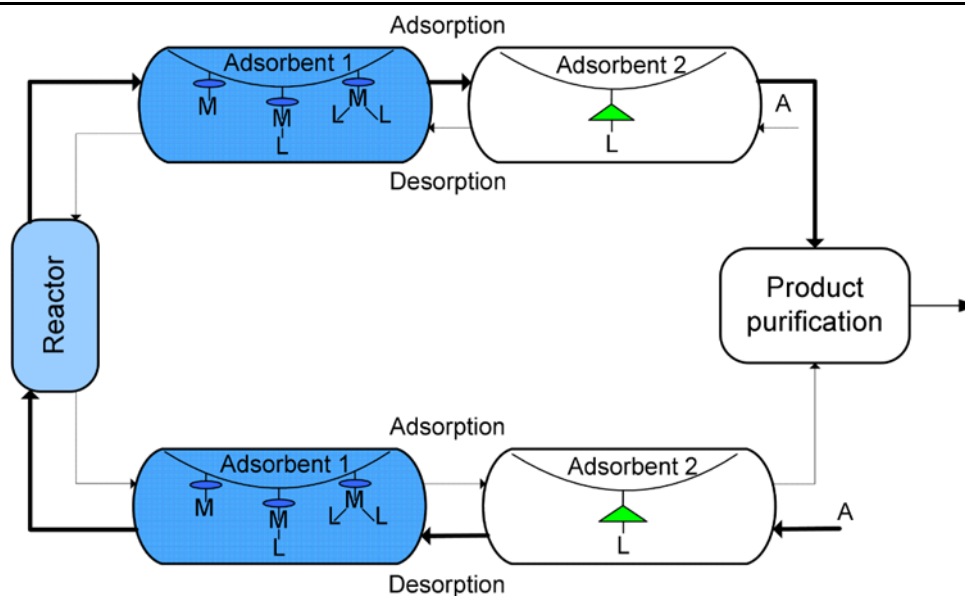 Adsorption
Adsorbent 1
Adsorbent 2
M
M
M
L
L
L
L
A
Desorption
Reactor
Product
purification
Adsorption
Adsorbent 1
Adsorbent 2
M
M
M
L
L
L
L
A
Desorption